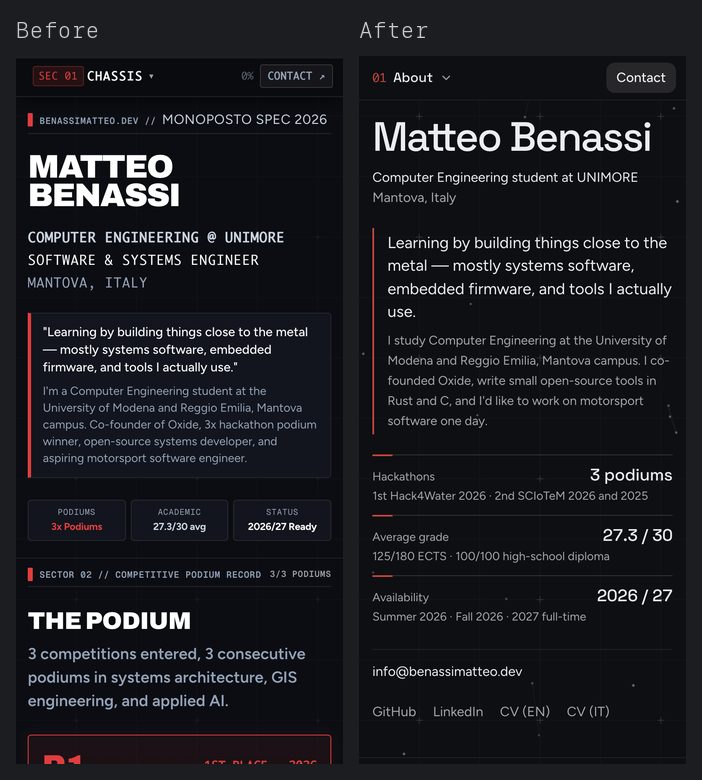 Before
SEC 01 CHASSIS ▾ 0% CONTACT ↗
BENASSIMATTEO.DEV // MONOPOSTO SPEC 2026
MATTEO
BENASSI
COMPUTER ENGINEERING @ UNIMORE
SOFTWARE & SYSTEMS ENGINEER
MANTOVA, ITALY
"Learning by building things close to the metal
— mostly systems software, embedded
firmware, and tools I actually use."
I'm a Computer Engineering student at the
University of Modena and Reggio Emilia, Mantova
campus. Co-founder of Oxide, 3x hackathon podium
winner, open-source systems developer, and
aspiring motorsport software engineer.
PODIUMS
3x Podiums
ACADEMIC
27.3/30 avg
STATUS
2026/27 Ready
SECTOR 02 // COMPETITIVE PODIUM RECORD 3/3 PODIUMS
THE PODIUM
3 competitions entered, 3 consecutive
podiums in systems architecture, GIS
engineering, and applied AI.
After
01 About Contact
Matteo Benassi
Computer Engineering student at UNIMORE
Mantova, Italy
Learning by building things close to the
metal — mostly systems software,
embedded firmware, and tools I actually
use.
I study Computer Engineering at the University of
Modena and Reggio Emilia, Mantova campus. I co-
founded Oxide, write small open-source tools in
Rust and C, and I'd like to work on motorsport
software one day.
Hackathons 3 podiums
1st Hack4Water 2026 · 2nd SCIoTeM 2026 and 2025
Average grade 27.3 / 30
125/180 ECTS · 100/100 high-school diploma
Availability 2026 / 27
Summer 2026 · Fall 2026 · 2027 full-time
info@benassimatteo.dev
GitHub LinkedIn CV (EN) CV (IT)